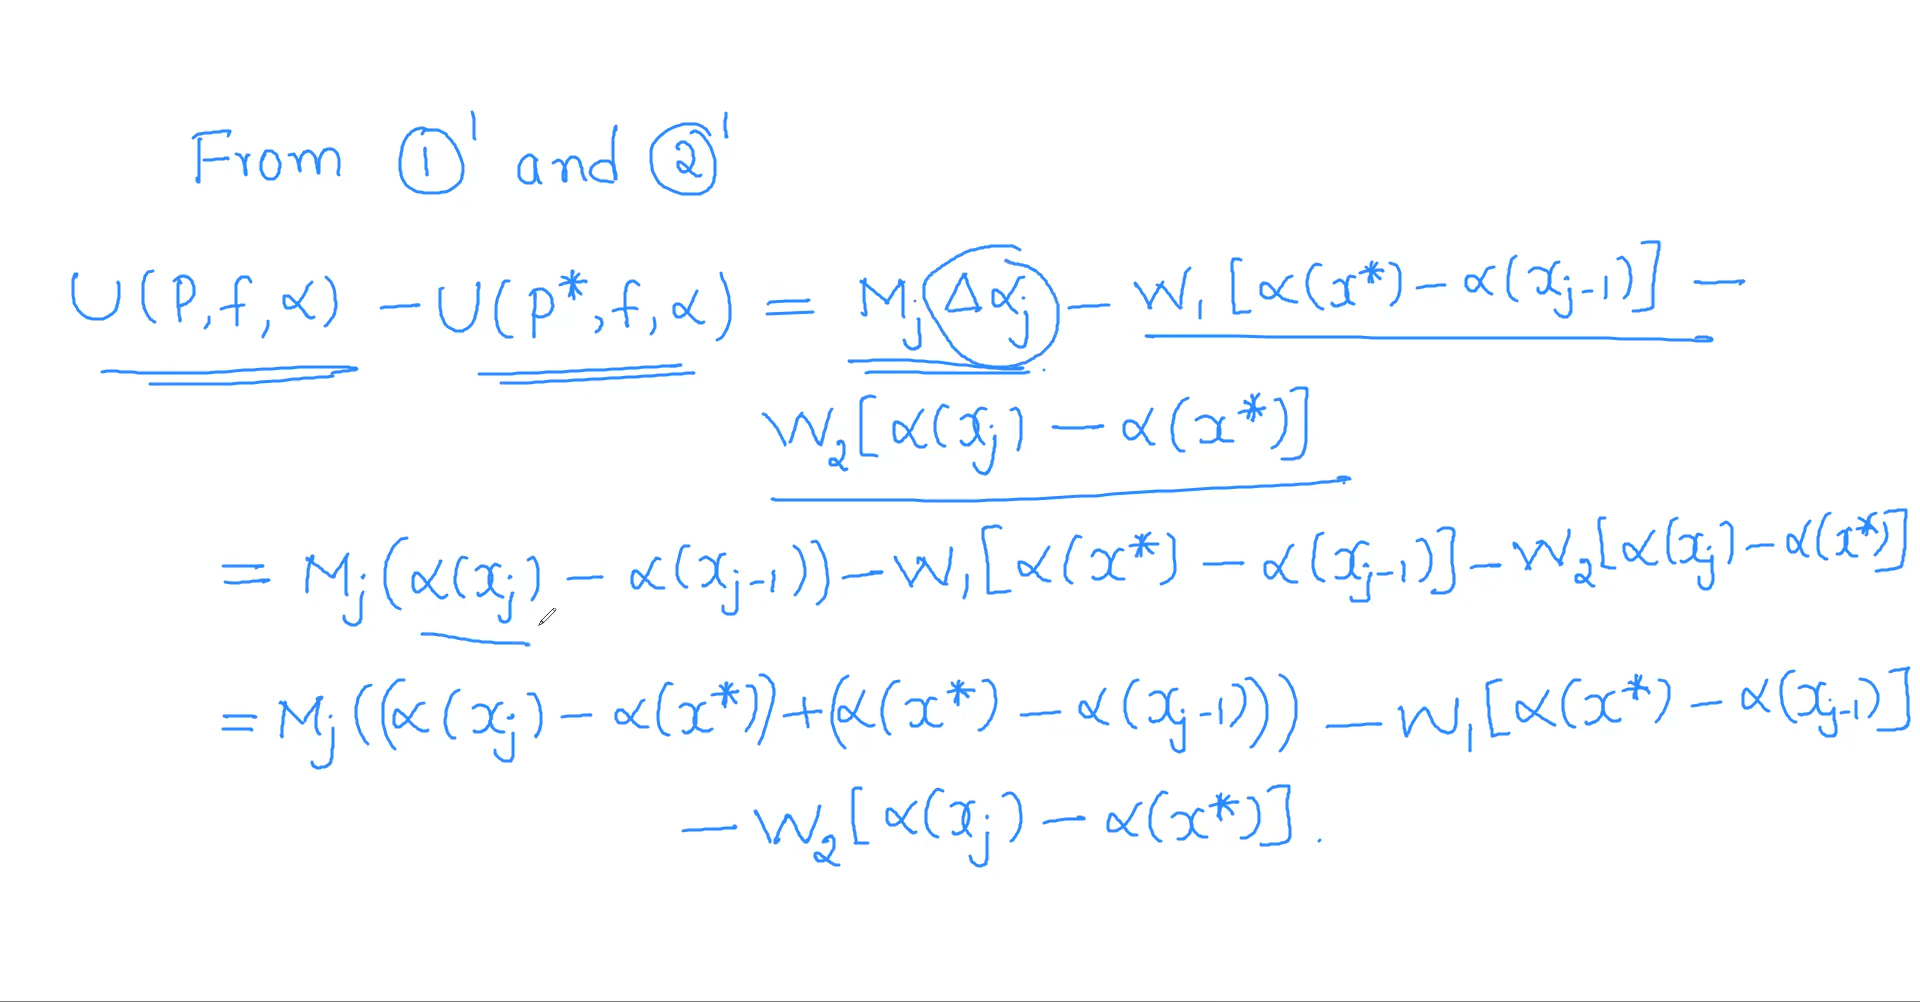 From ①' and ②'
U(P,f,α) – U(P*,f,α) = Mj Δαj – W₁[α(x*) – α(xj-1)] –
W₂[α(xj) – α(x*)]
= Mj(α(xj) – α(xj-1)) – W₁[α(x*) – α(xj-1)] – W₂[α(xj) – α(x*)]
= Mj((α(xj) – α(x*)) + (α(x*) – α(xj-1))) – W₁[α(x*) – α(xj-1)]
– W₂[α(xj) – α(x*)].